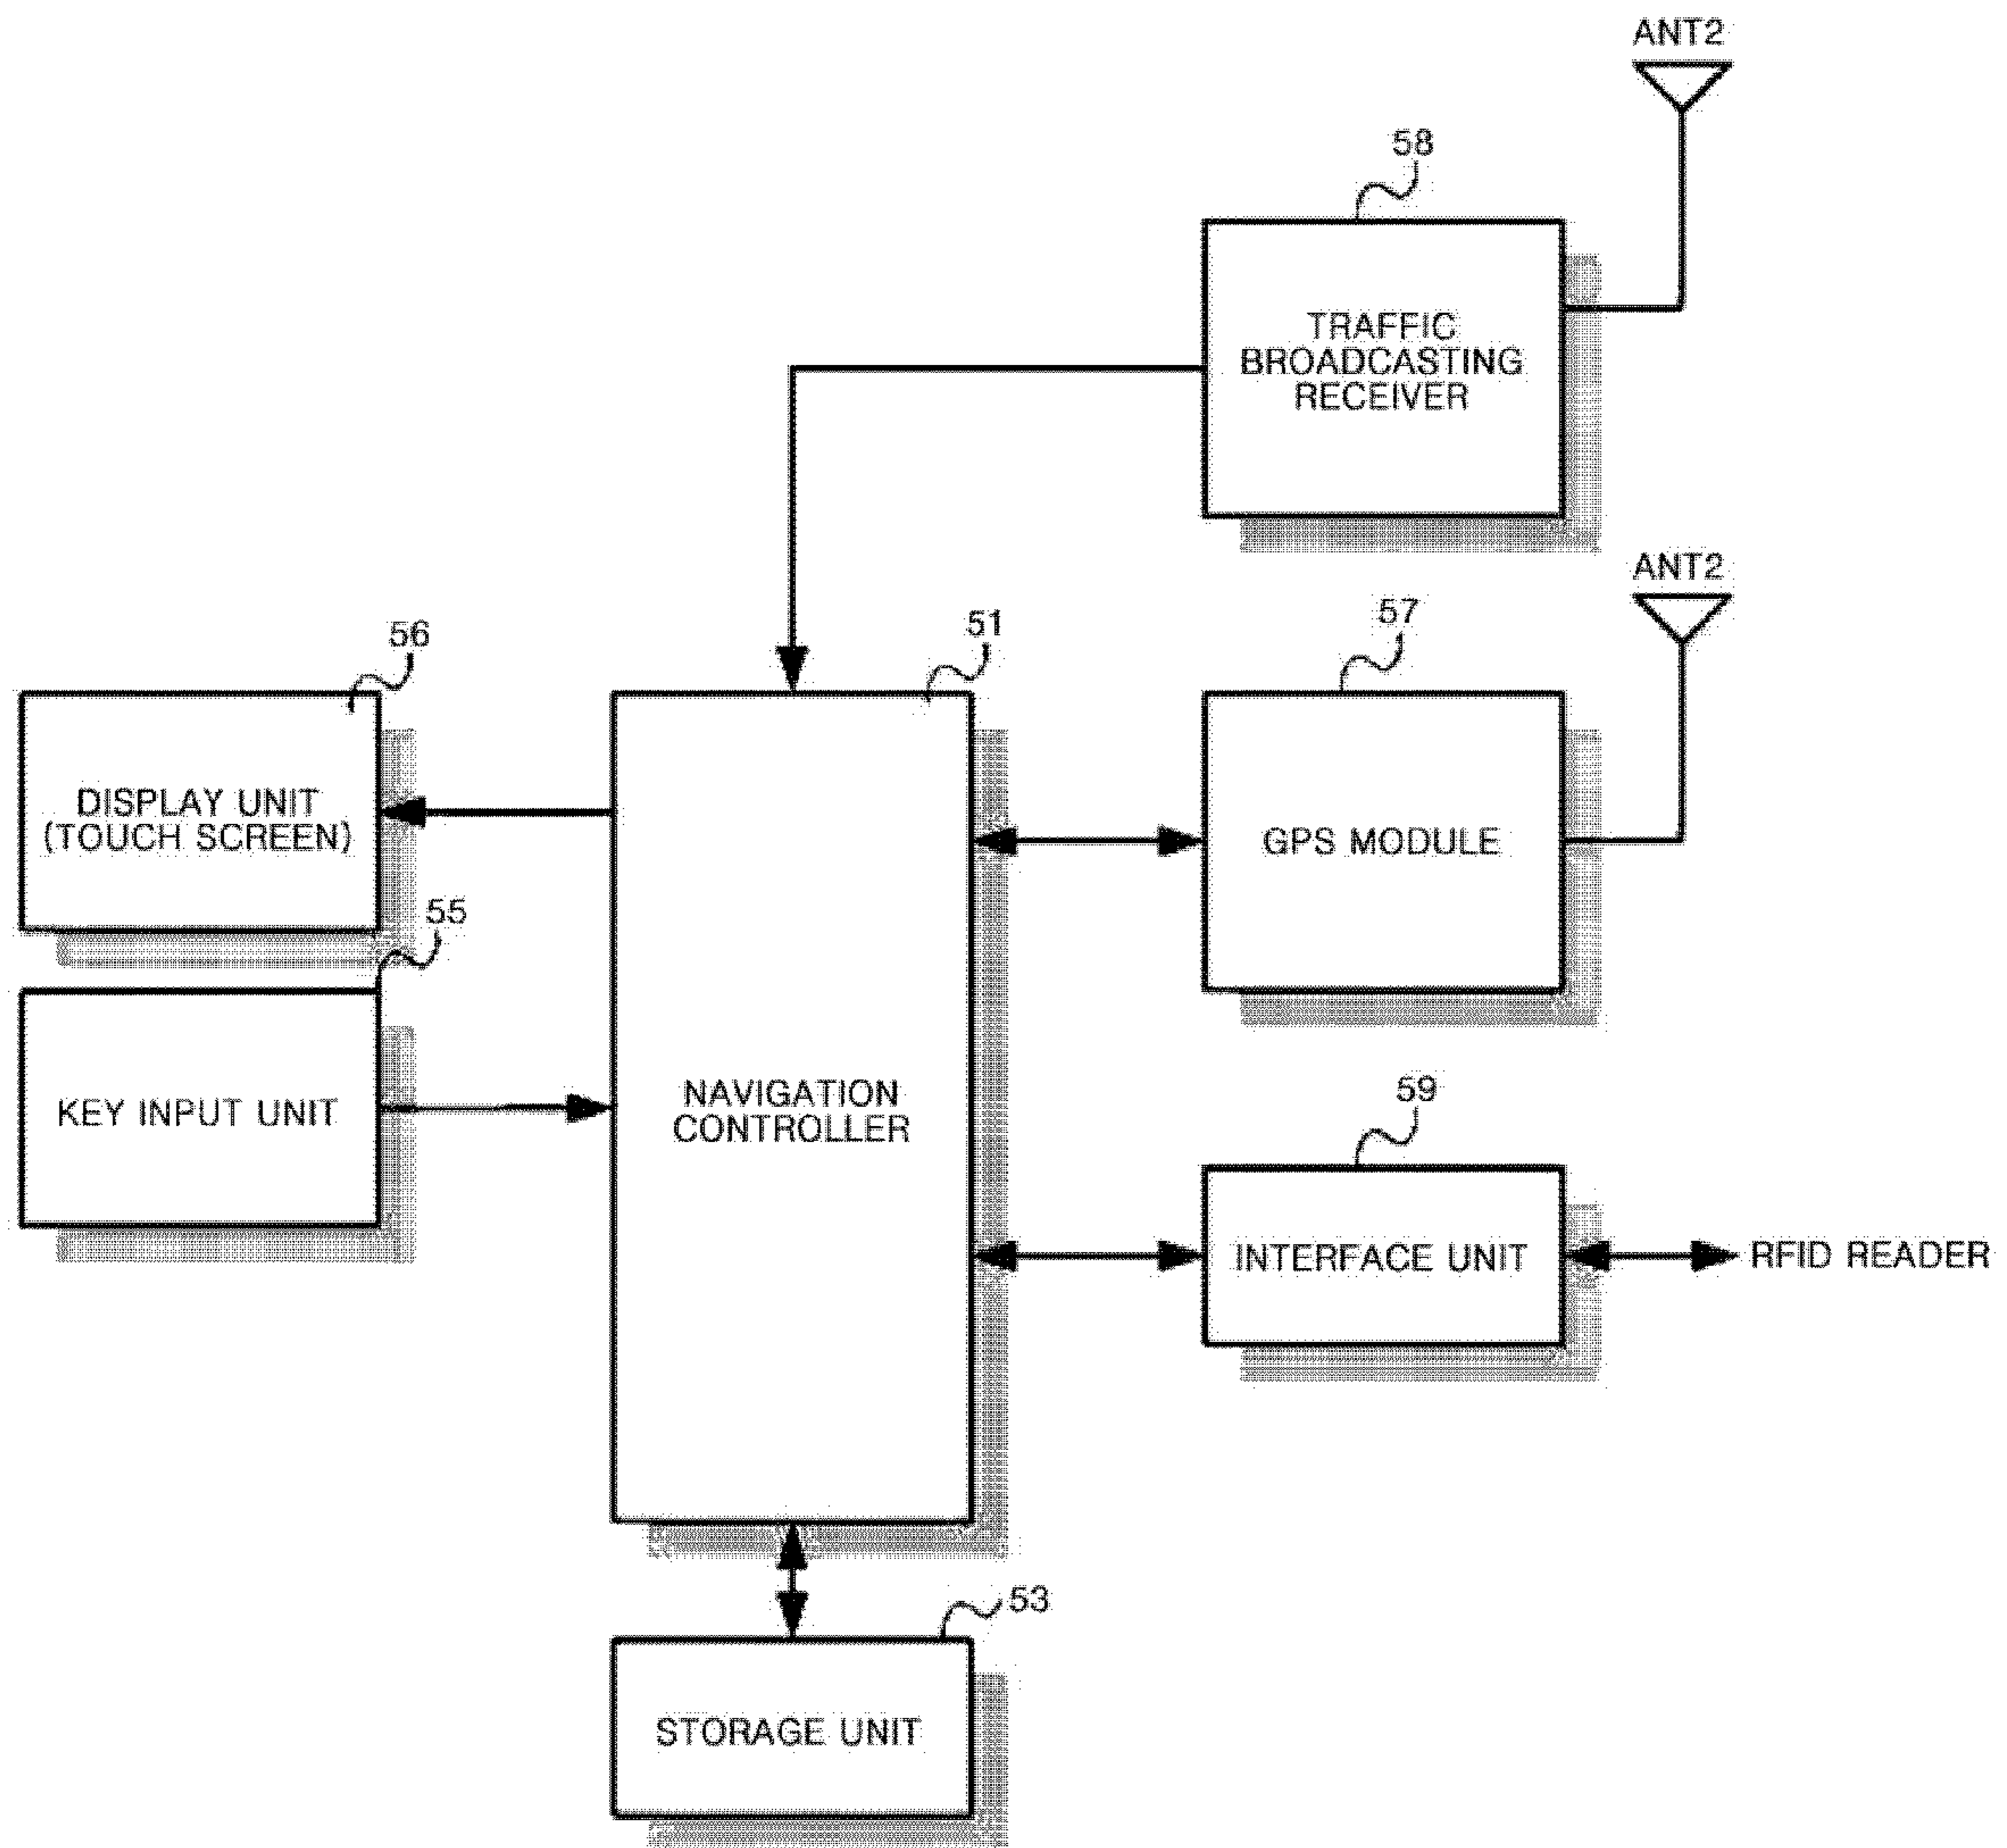 ANT2
58
TRAFFIC
BROADCASTING
RECEIVER
ANT2
57
51
56
DISPLAY UNIT
(TOUCH SCREEN)
GPS MODULE
55
KEY INPUT UNIT
NAVIGATION
CONTROLLER
59
INTERFACE UNIT
RFID READER
53
STORAGE UNIT